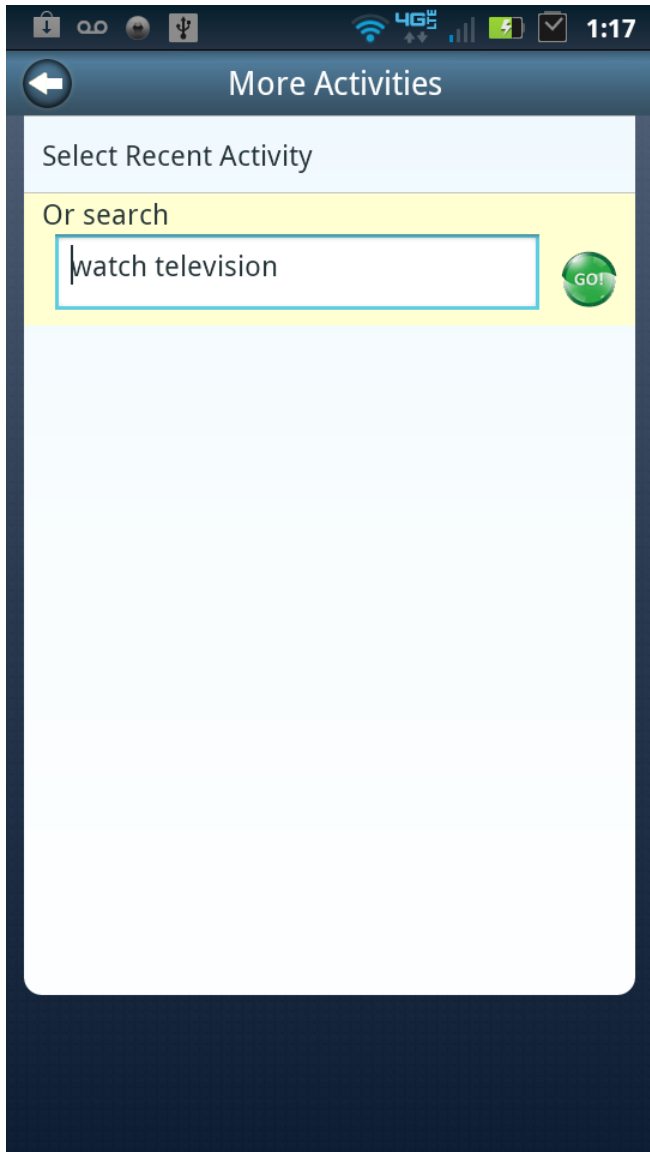 4G LTE 1:17
More Activities
Select Recent Activity
Or search
watch television
GO!